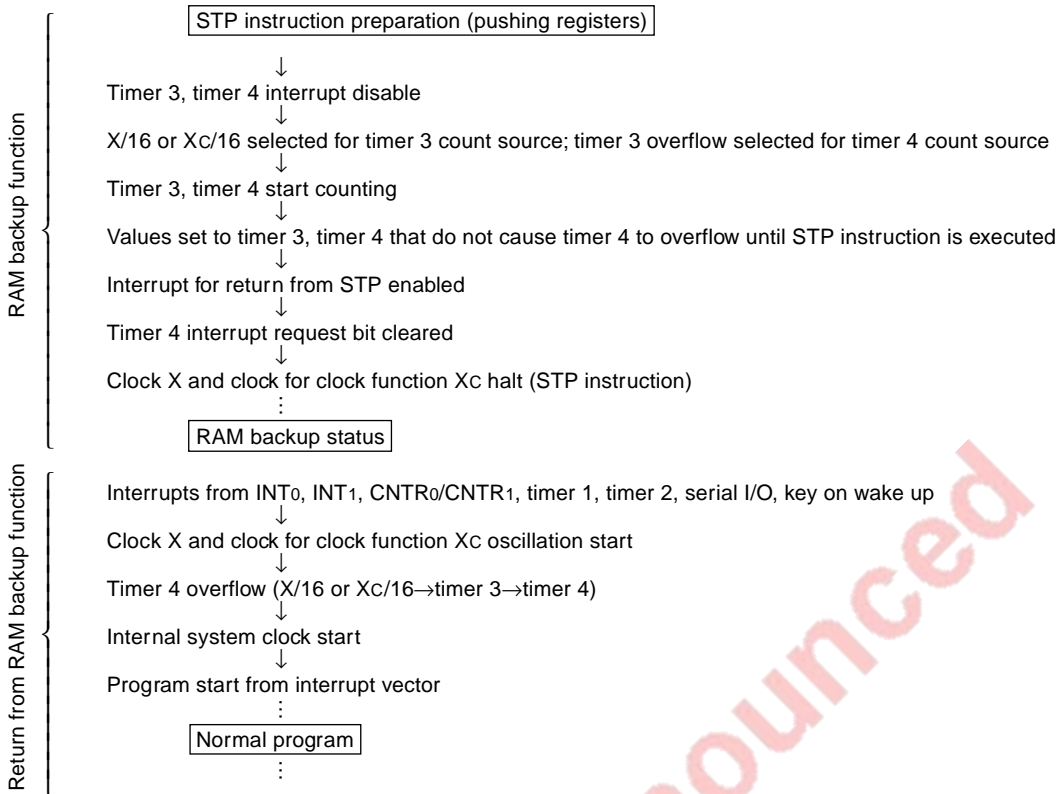 STP instruction preparation (pushing registers)
↓
Timer 3, timer 4 interrupt disable
↓
X/16 or XC/16 selected for timer 3 count source; timer 3 overflow selected for timer 4 count source
↓
Timer 3, timer 4 start counting
↓
Values set to timer 3, timer 4 that do not cause timer 4 to overflow until STP instruction is executed
↓
Interrupt for return from STP enabled
↓
Timer 4 interrupt request bit cleared
↓
Clock X and clock for clock function XC halt (STP instruction)
⋮
RAM backup status
RAM backup function
Interrupts from INT0, INT1, CNTR0/CNTR1, timer 1, timer 2, serial I/O, key on wake up
↓
Clock X and clock for clock function XC oscillation start
↓
Timer 4 overflow (X/16 or XC/16→timer 3→timer 4)
↓
Internal system clock start
↓
Program start from interrupt vector
⋮
Normal program
⋮
Return from RAM backup function
ounced